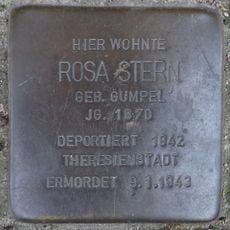 HIER WOHNTE
ROSA STERN
GEB. GUMPEL
JG. 1870
DEPORTIERT 1942
THERESIENSTADT
ERMORDET 9.1.1943